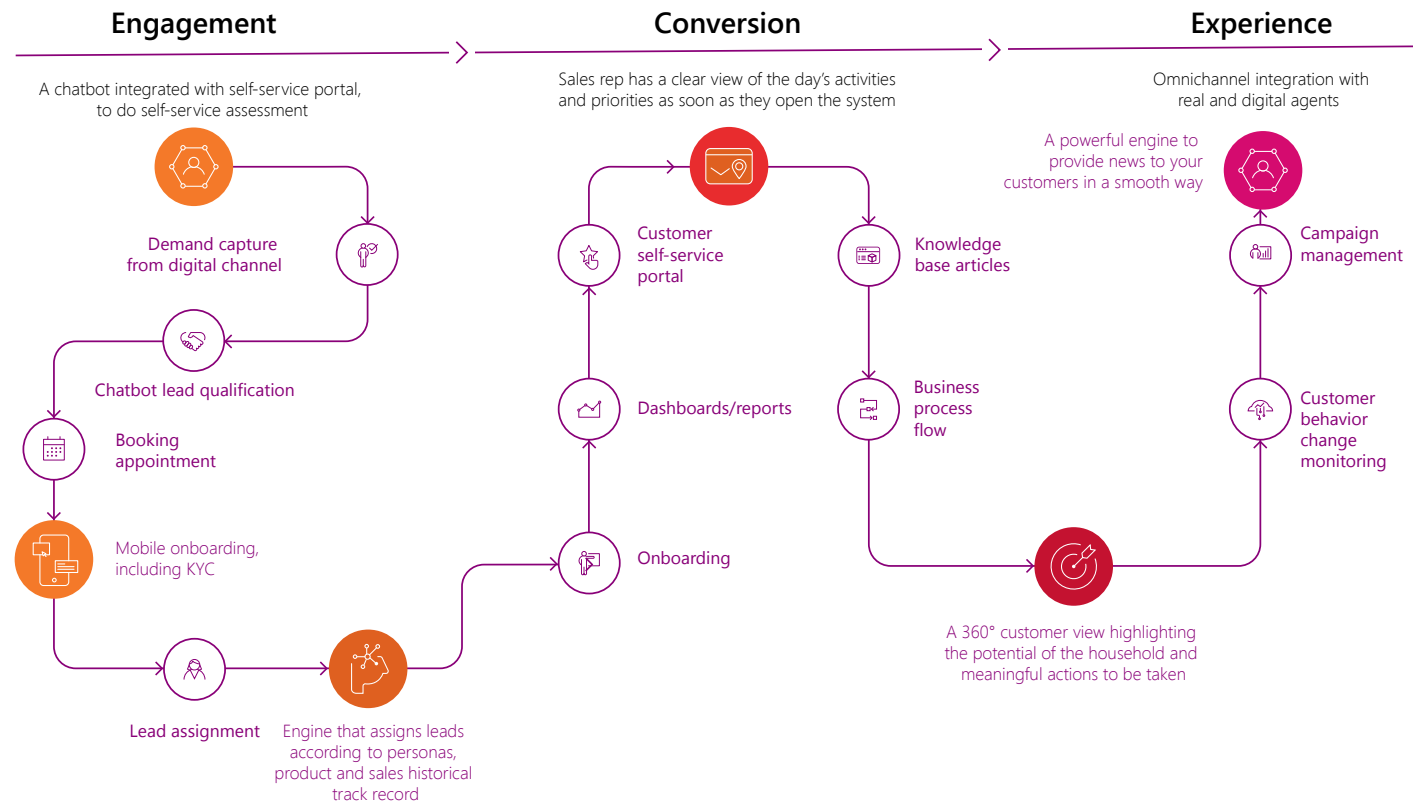 Engagement
Conversion
Experience
A chatbot integrated with self-service portal,
to do self-service assessment
Sales rep has a clear view of the day's activities
and priorities as soon as they open the system
Omnichannel integration with
real and digital agents
A powerful engine to
provide news to your
customers in a smooth way
Demand capture
from digital channel
Chatbot lead qualification
Booking
appointment
Mobile onboarding,
including KYC
Lead assignment
Engine that assigns leads
according to personas,
product and sales historical
track record
Onboarding
Dashboards/reports
Customer
self-service
portal
Knowledge
base articles
Business
process
flow
A 360° customer view highlighting
the potential of the household and
meaningful actions to be taken
Customer
behavior
change
monitoring
Campaign
management